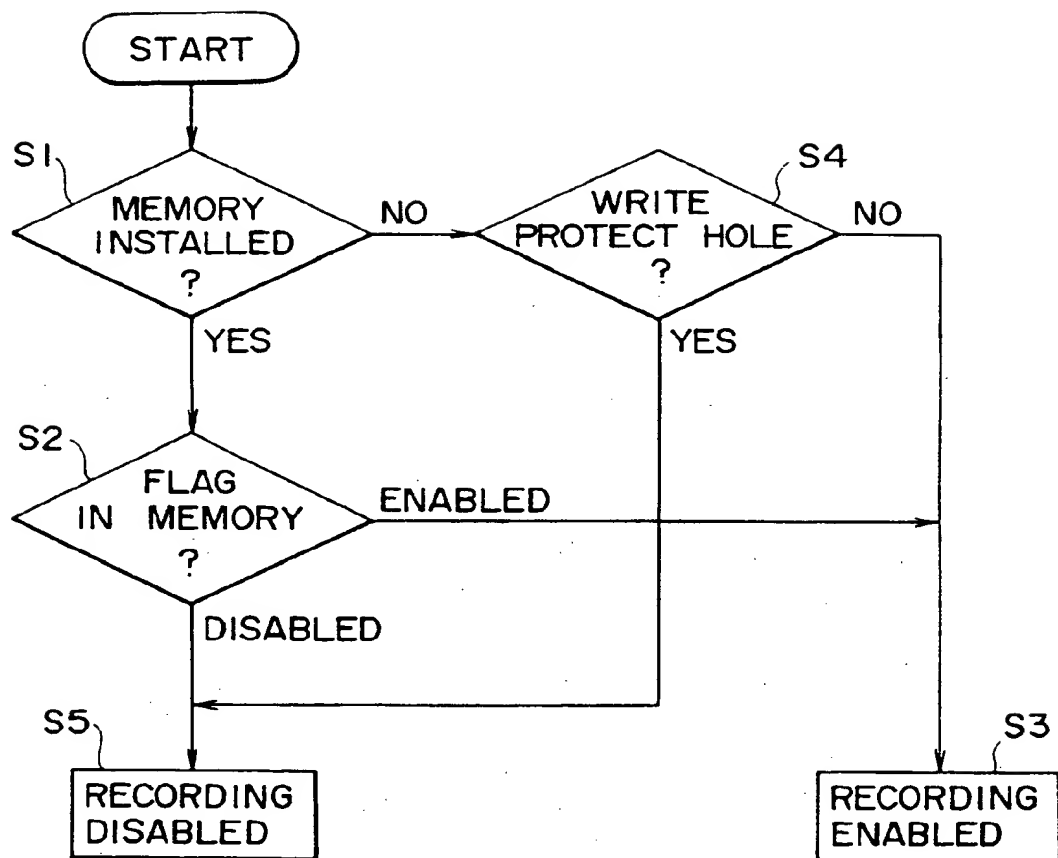 START
S1
MEMORY
INSTALLED
?
NO
YES
S4
WRITE
PROTECT HOLE
?
NO
YES
S2
FLAG
IN MEMORY
?
ENABLED
DISABLED
S5
RECORDING
DISABLED
S3
RECORDING
ENABLED